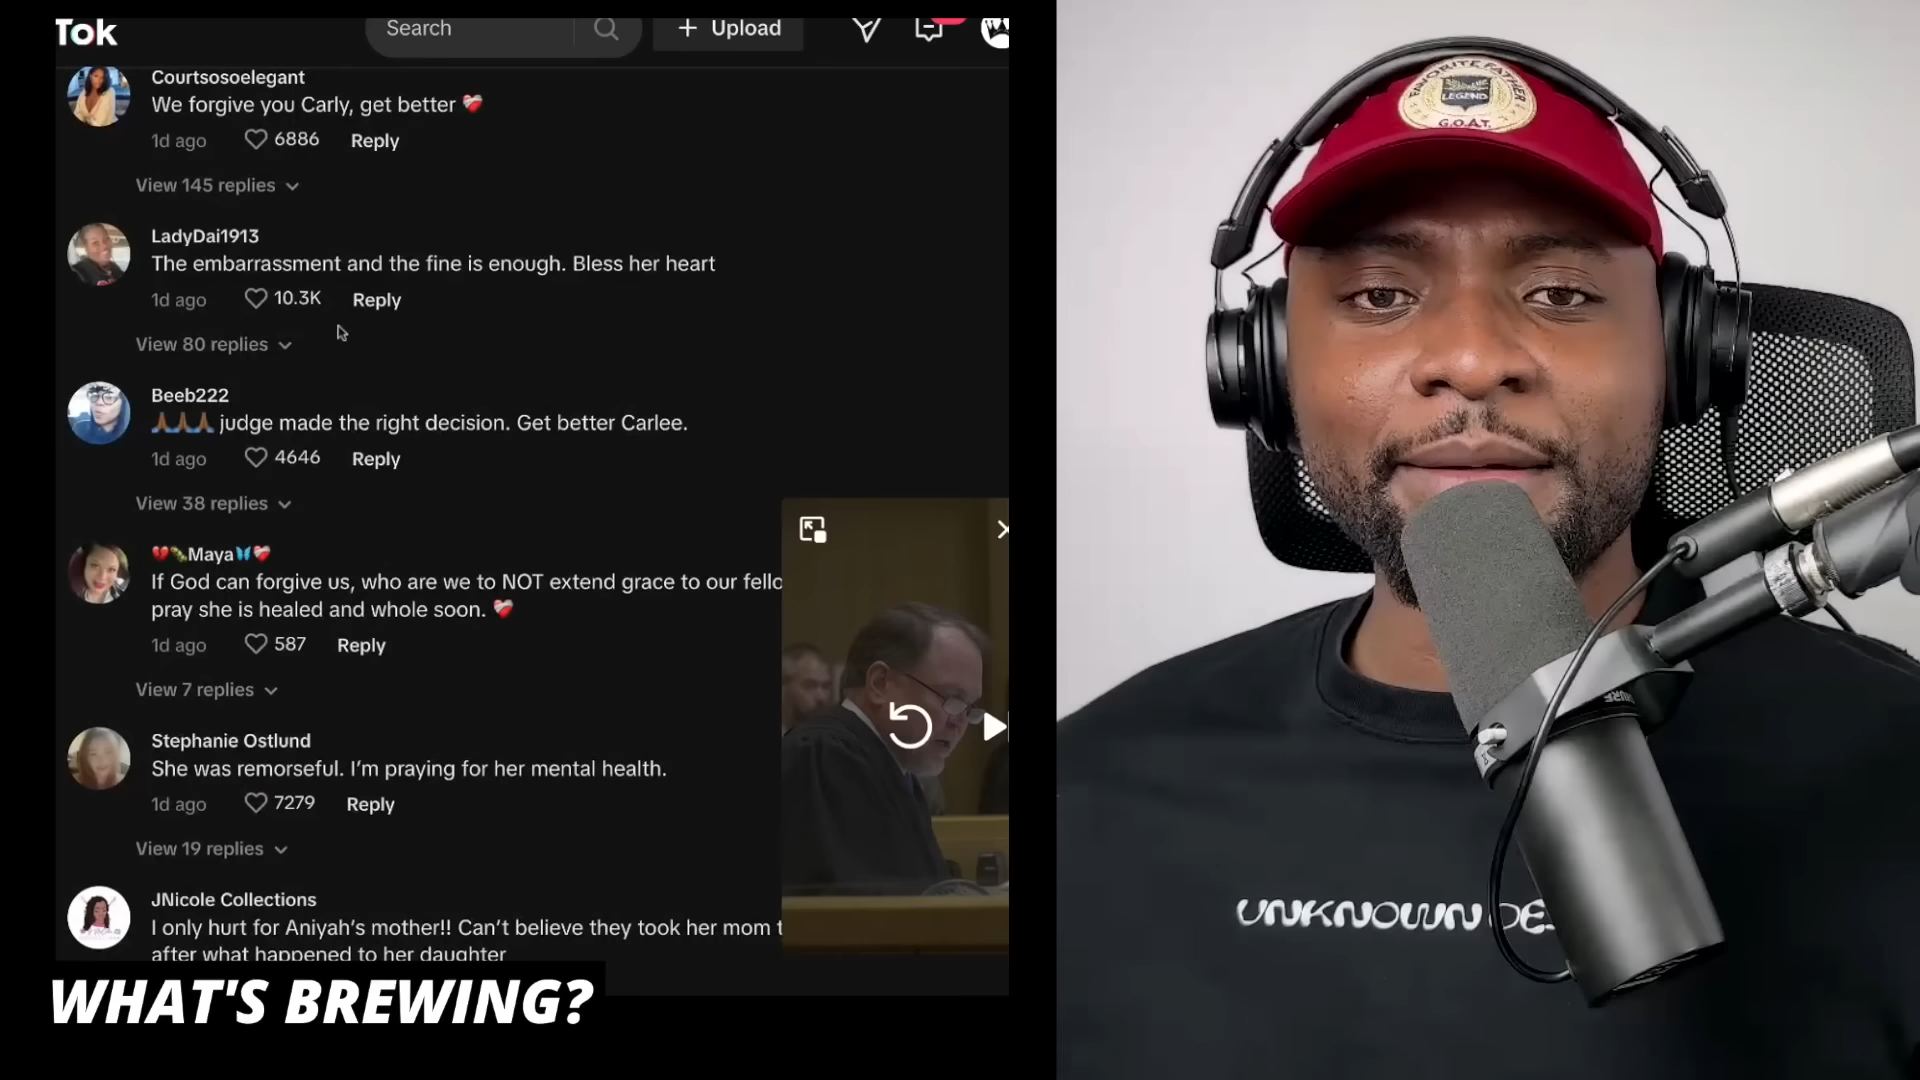 Tok
Search
+ Upload
Courtsosoelegant
We forgive you Carly, get better ❤️‍🩹
1d ago 6886 Reply
View 145 replies
LadyDai1913
The embarrassment and the fine is enough. Bless her heart
1d ago 10.3K Reply
View 80 replies
Beeb222
🙏🏾🙏🏾🙏🏾 judge made the right decision. Get better Carlee.
1d ago 4646 Reply
View 38 replies
💔🐛Maya🦋❤️‍🩹
If God can forgive us, who are we to NOT extend grace to our fello
pray she is healed and whole soon. ❤️‍🩹
1d ago 587 Reply
View 7 replies
Stephanie Ostlund
She was remorseful. I'm praying for her mental health.
1d ago 7279 Reply
View 19 replies
JNicole Collections
I only hurt for Aniyah's mother!! Can't believe they took her mom t
after what happened to her daughter
WHAT'S BREWING?
FAVORITE FATHER
LEGEND
G.O.A.T.
SHURE
UNKNOWN DE